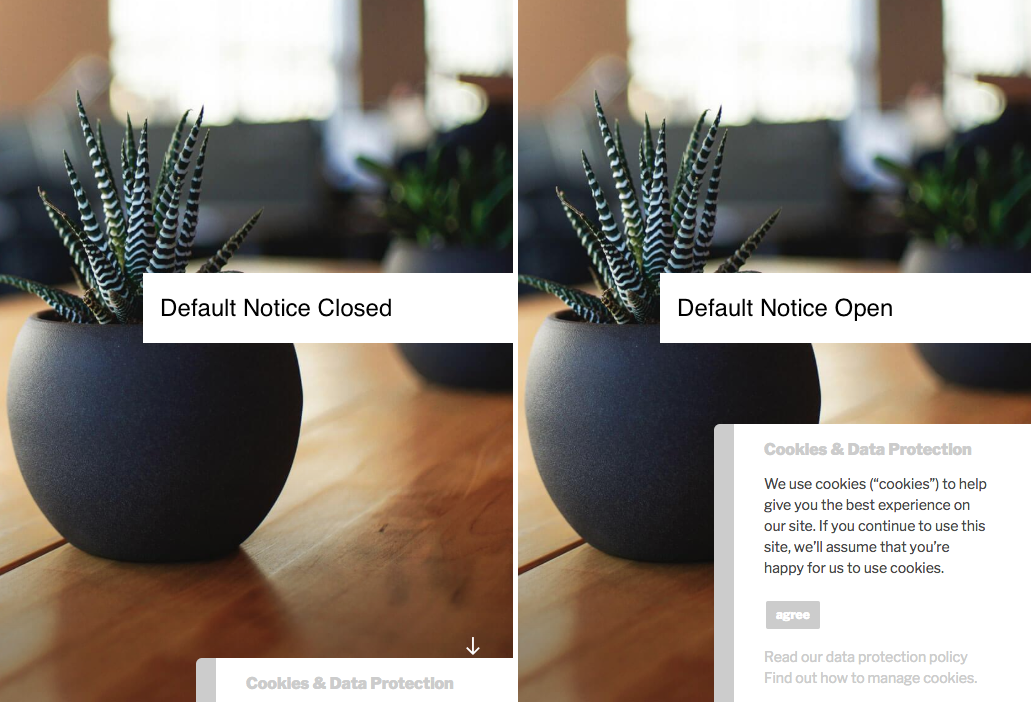 Default Notice Closed
Cookies & Data Protection
Default Notice Open
Cookies & Data Protection
We use cookies (“cookies”) to help
give you the best experience on
our site. If you continue to use this
site, we’ll assume that you’re
happy for us to use cookies.
agree
Read our data protection policy
Find out how to manage cookies.